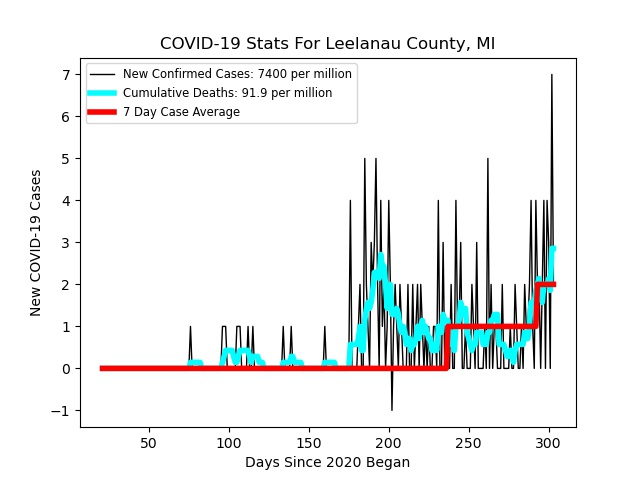 COVID-19 Stats For Leelanau County, MI
New Confirmed Cases: 7400 per million
Cumulative Deaths: 91.9 per million
7 Day Case Average
New COVID-19 Cases
7
6
5
4
3
2
1
0
−1
50 100 150 200 250 300
Days Since 2020 Began